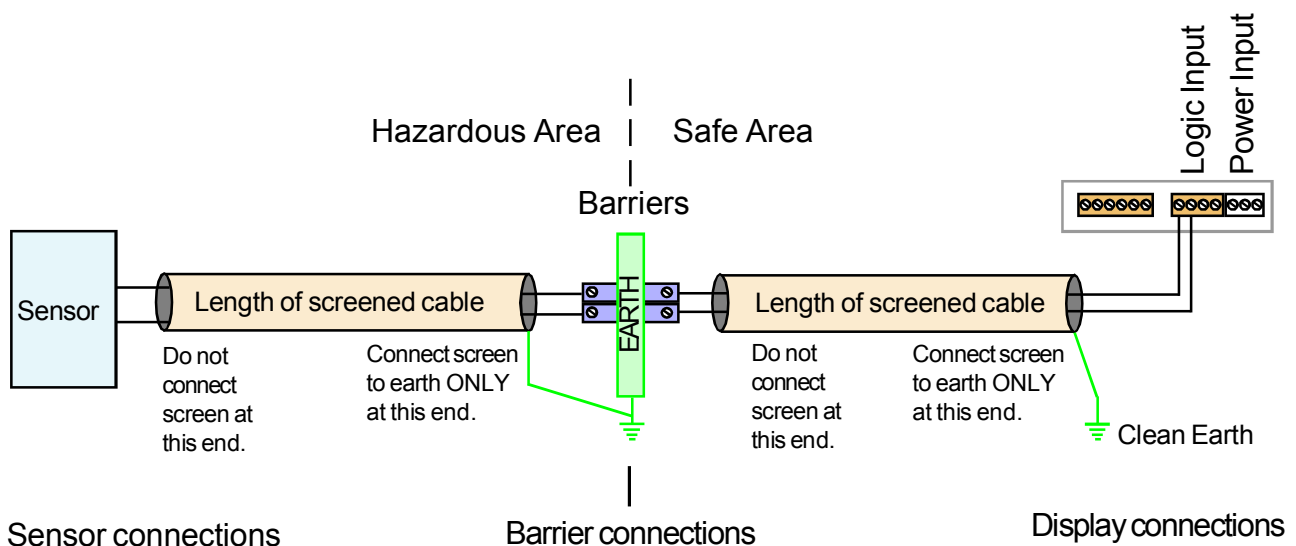 Logic Input
Power Input
Hazardous Area
Safe Area
Barriers
Sensor
Length of screened cable
EARTH
Length of screened cable
Do not
connect
screen at
this end.
Connect screen
to earth ONLY
at this end.
Do not
connect
screen at
this end.
Connect screen
to earth ONLY
at this end.
Clean Earth
Sensor connections
Barrier connections
Display connections